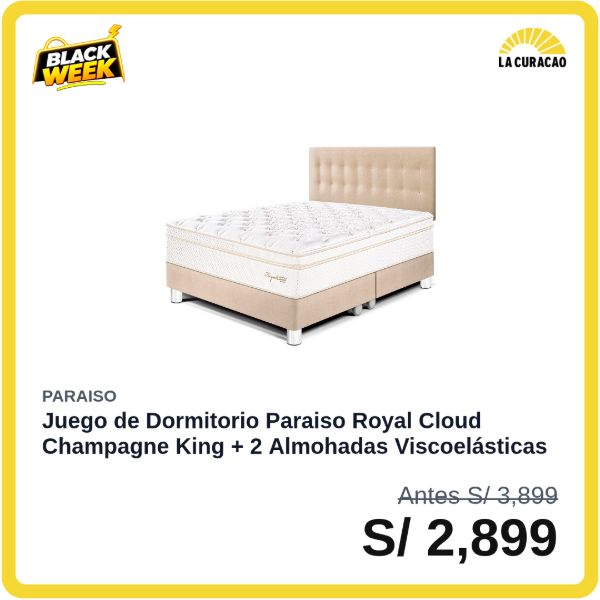 BLACK
WEEK
LA CURACAO
PARAISO
Juego de Dormitorio Paraiso Royal Cloud
Champagne King + 2 Almohadas Viscoelásticas
Antes S/ 3,899
S/ 2,899